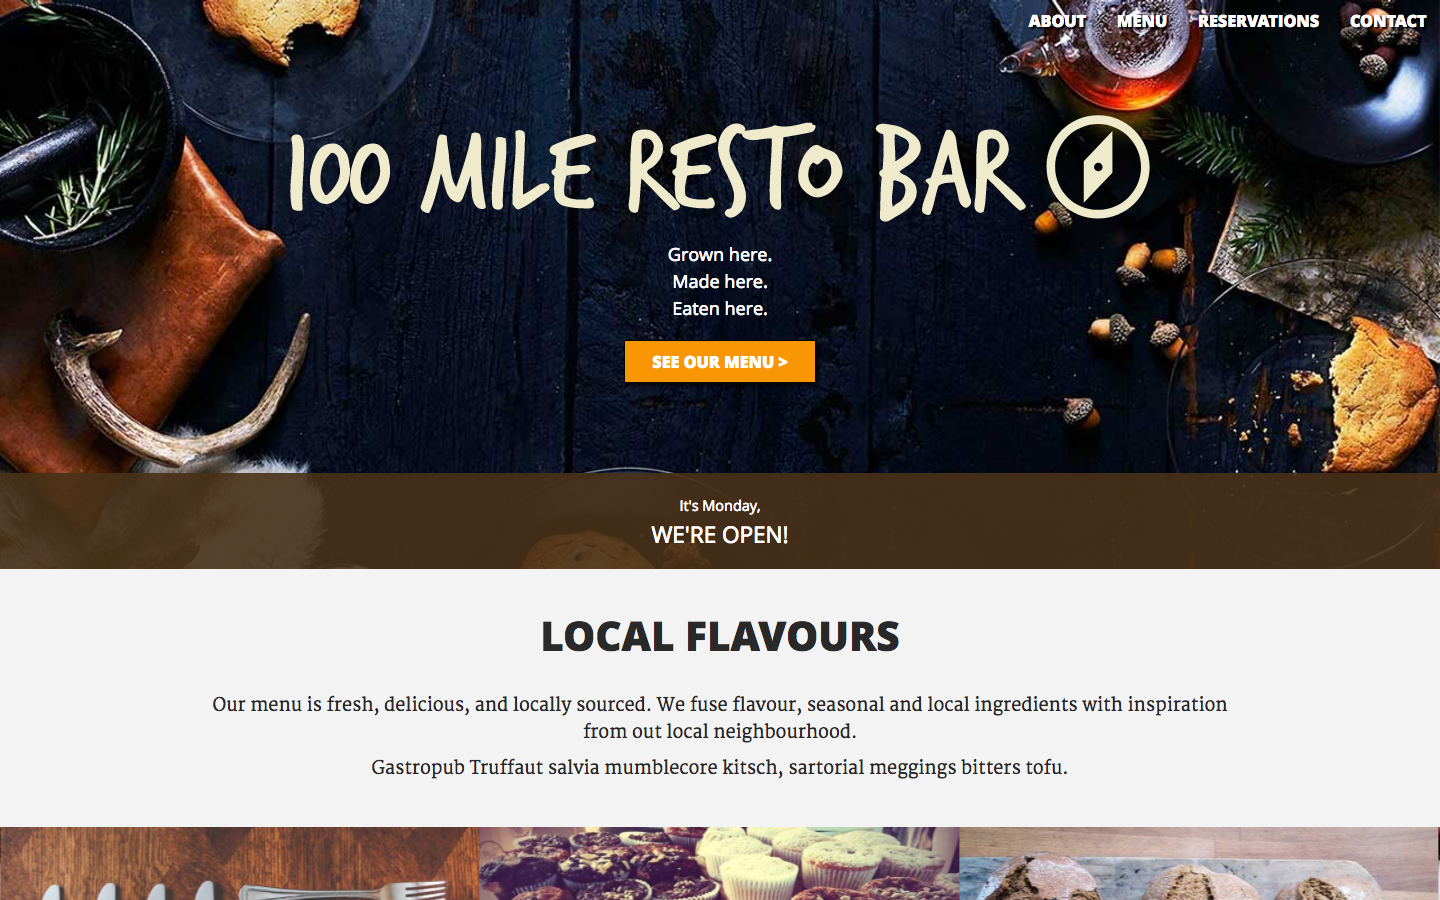 ABOUT MENU RESERVATIONS CONTACT
100 MILE RESTO BAR
Grown here.
Made here.
Eaten here.
SEE OUR MENU >
It's Monday,
WE'RE OPEN!
LOCAL FLAVOURS
Our menu is fresh, delicious, and locally sourced. We fuse flavour, seasonal and local ingredients with inspiration
from out local neighbourhood.
Gastropub Truffaut salvia mumblecore kitsch, sartorial meggings bitters tofu.